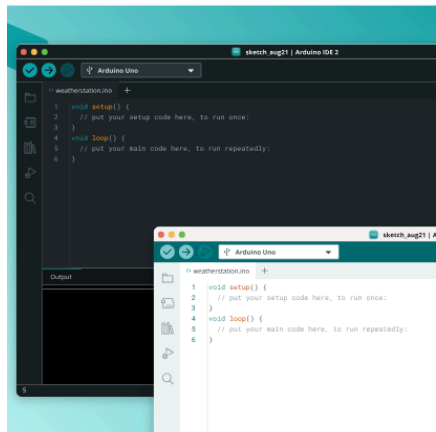 sketch_aug21 | Arduino IDE 2
Arduino Uno
weatherstation.ino
1 void setup() {
2 // put your setup code here, to run once:
3 }
4 void loop() {
5 // put your main code here, to run repeatedly:
6 }
Output
5
sketch_aug21 | A
Arduino Uno
weatherstation.ino
1 void setup() {
2 // put your setup code here, to run once:
3 }
4 void loop() {
5 // put your main code here, to run repeatedly:
6 }